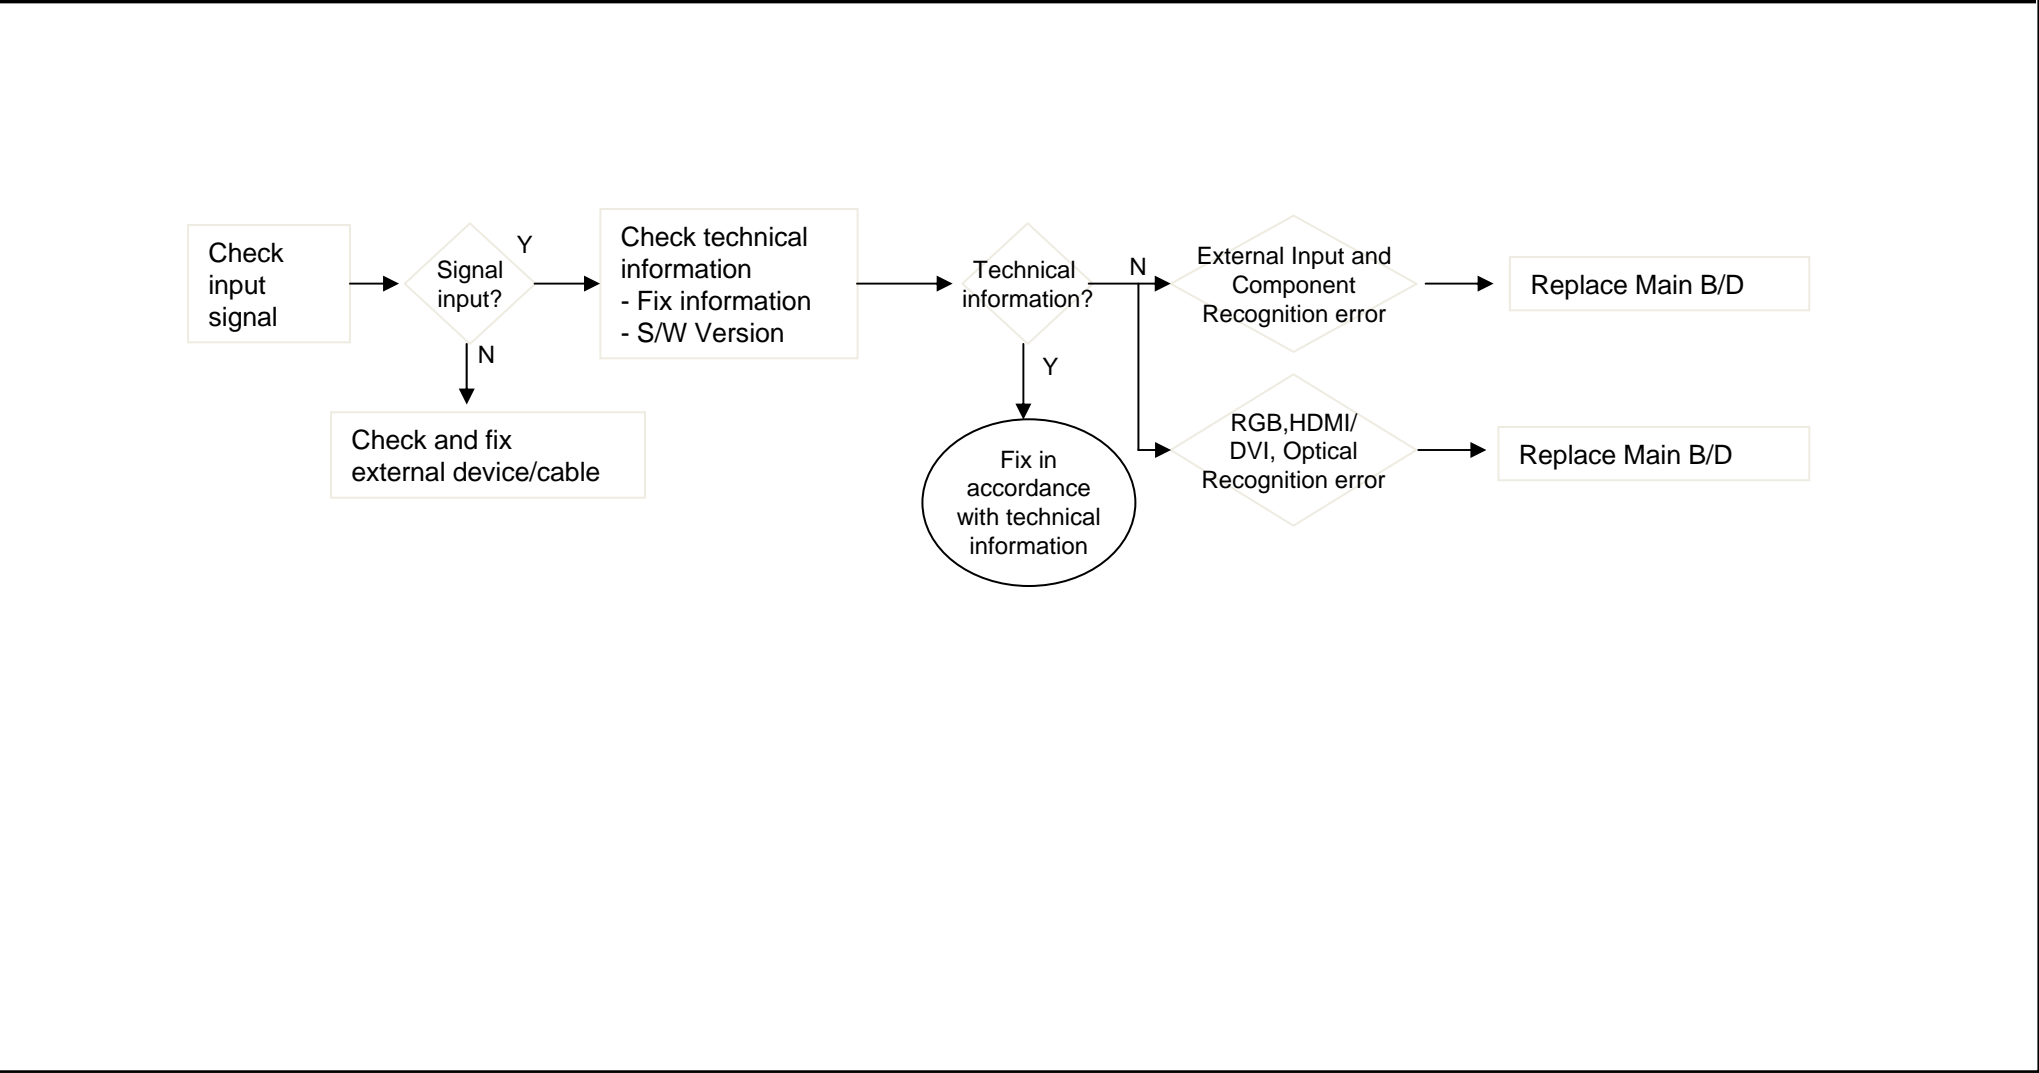 Check
input
signal
Signal
input?
Y
N
Check and fix
external device/cable
Check technical
information
- Fix information
- S/W Version
Technical
information?
N
Y
Fix in
accordance
with technical
information
External Input and
Component
Recognition error
Replace Main B/D
RGB,HDMI/
DVI, Optical
Recognition error
Replace Main B/D